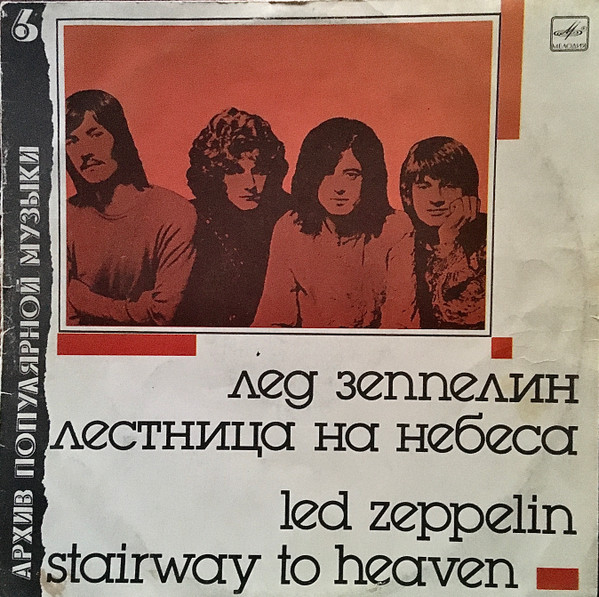 6
АРХИВ ПОПУЛЯРНОЙ МУЗЫКИ
МЕЛОДИЯ
лед зеппелин
лестница на небеса
led zeppelin
stairway to heaven